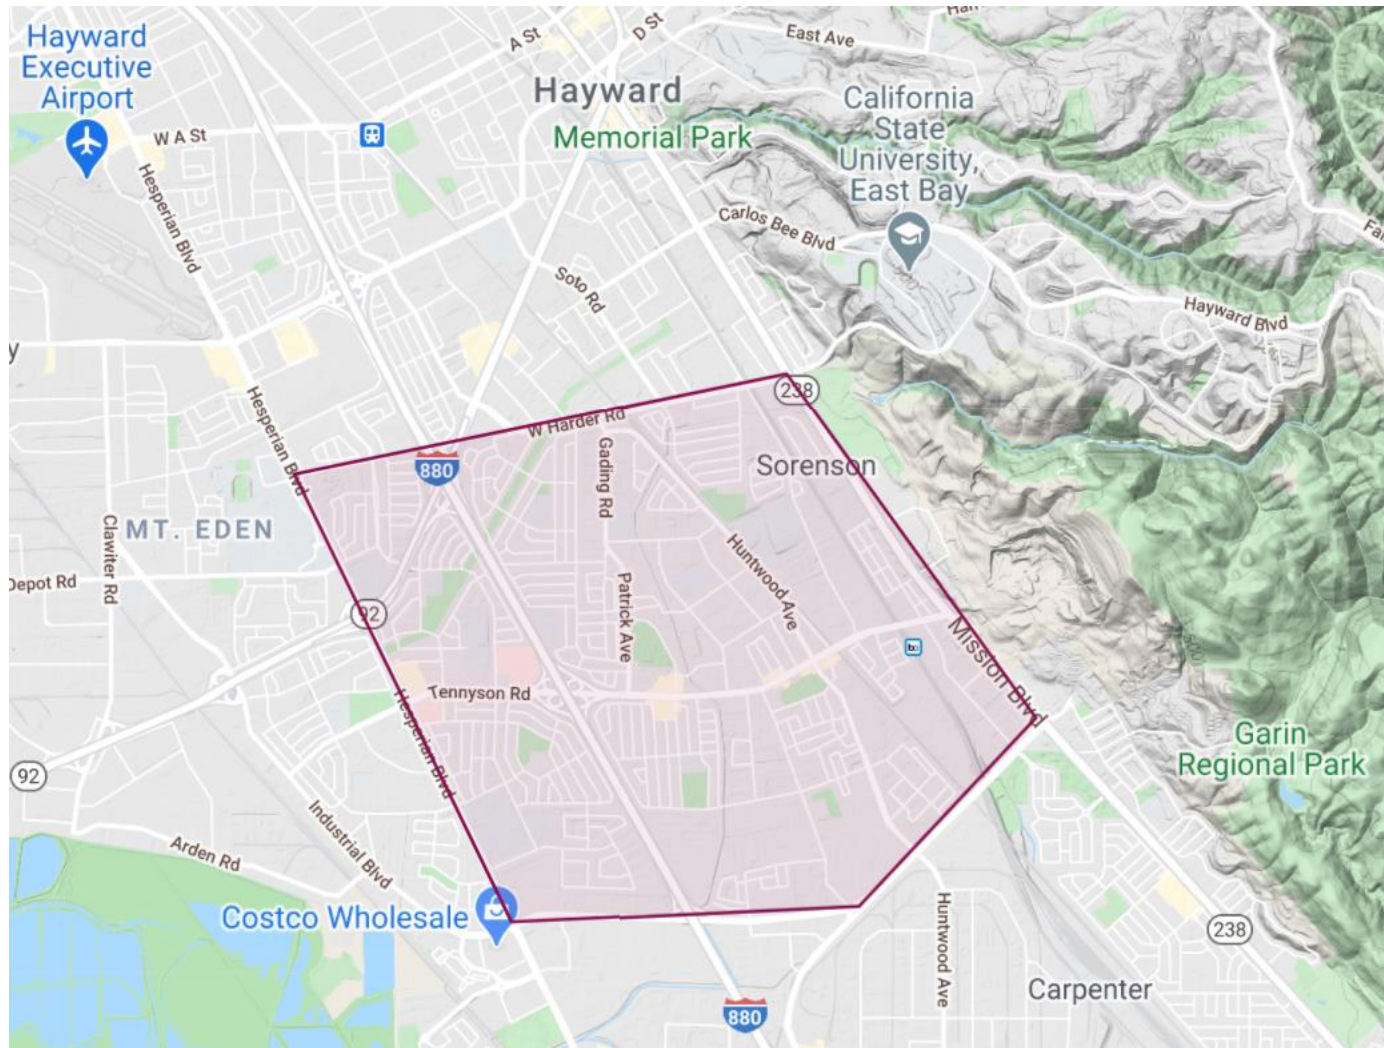 Han
East Ave
D St
A St
Hayward
Executive
Airport
Hayward
California
State
University,
East Bay
W A St
Memorial Park
Hesperian Blvd
Carlos Bee Blvd
Fai
Soto Rd
Hayward Blvd
y
238
Hesperian Blvd
W Harder Rd
880
Gading Rd
Sorenson
MT. EDEN
Clawiter Rd
Depot Rd
Huntwood Ave
Patrick Ave
92
bo
Mission Blvd
Tennyson Rd
Hesperian Blvd
Garin
Regional Park
92
Industrial Blvd
Arden Rd
Costco Wholesale
Huntwood Ave
238
Carpenter
880